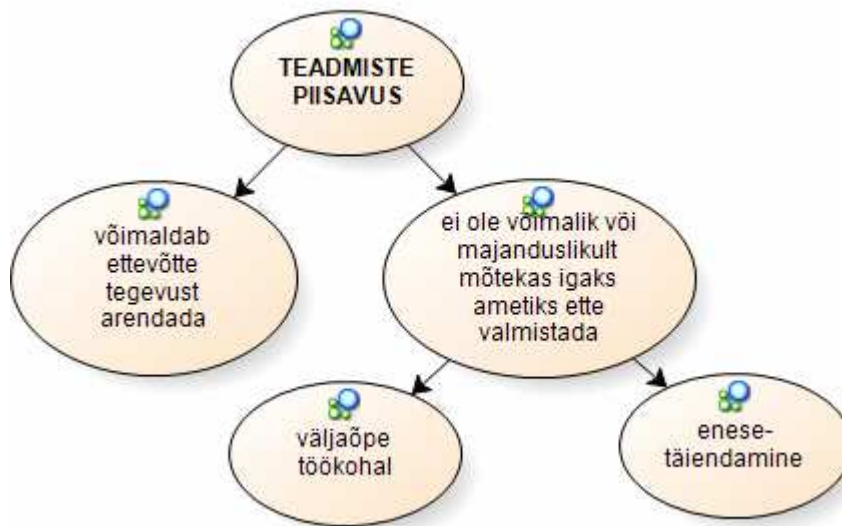 TEADMISTE
PIISAVUS
võimaldab
ettevõtte
tegevust
arendada
ei ole võimalik või
majanduslikult
mõtekas igaks
ametiks ette
valmistada
väljaõpe
töökohal
enese-
täiendamine